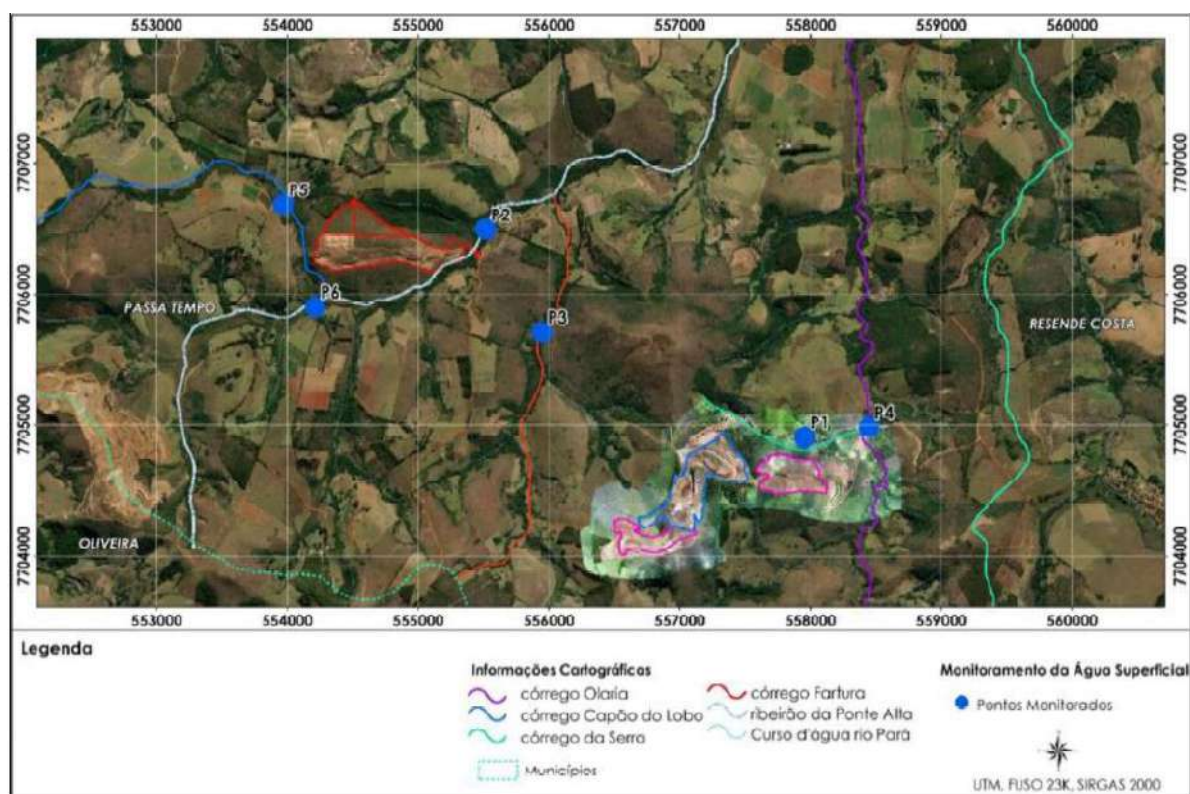 553000 554000 555000 556000 557000 558000 559000 560000
7707000 7707000
P5
P2
7706000 7706000
P6
PASSA TEMPO
P3
RESENDE COSTA
7705000 7705000
P1
P4
1
OLIVEIRA
7704000 7704000
553000 554000 555000 556000 557000 558000 559000 560000
Legenda
Informações Cartográficas
córrego Olaria
córrego Capão do Lobo
córrego da Serra
Municípios
córrego Fartura
ribeirão da Ponte Alta
Curso d'água rio Pará
Monitoramento da Água Superficial
Pontos Monitorados
UTM, FUSO 23K, SIRGAS 2000